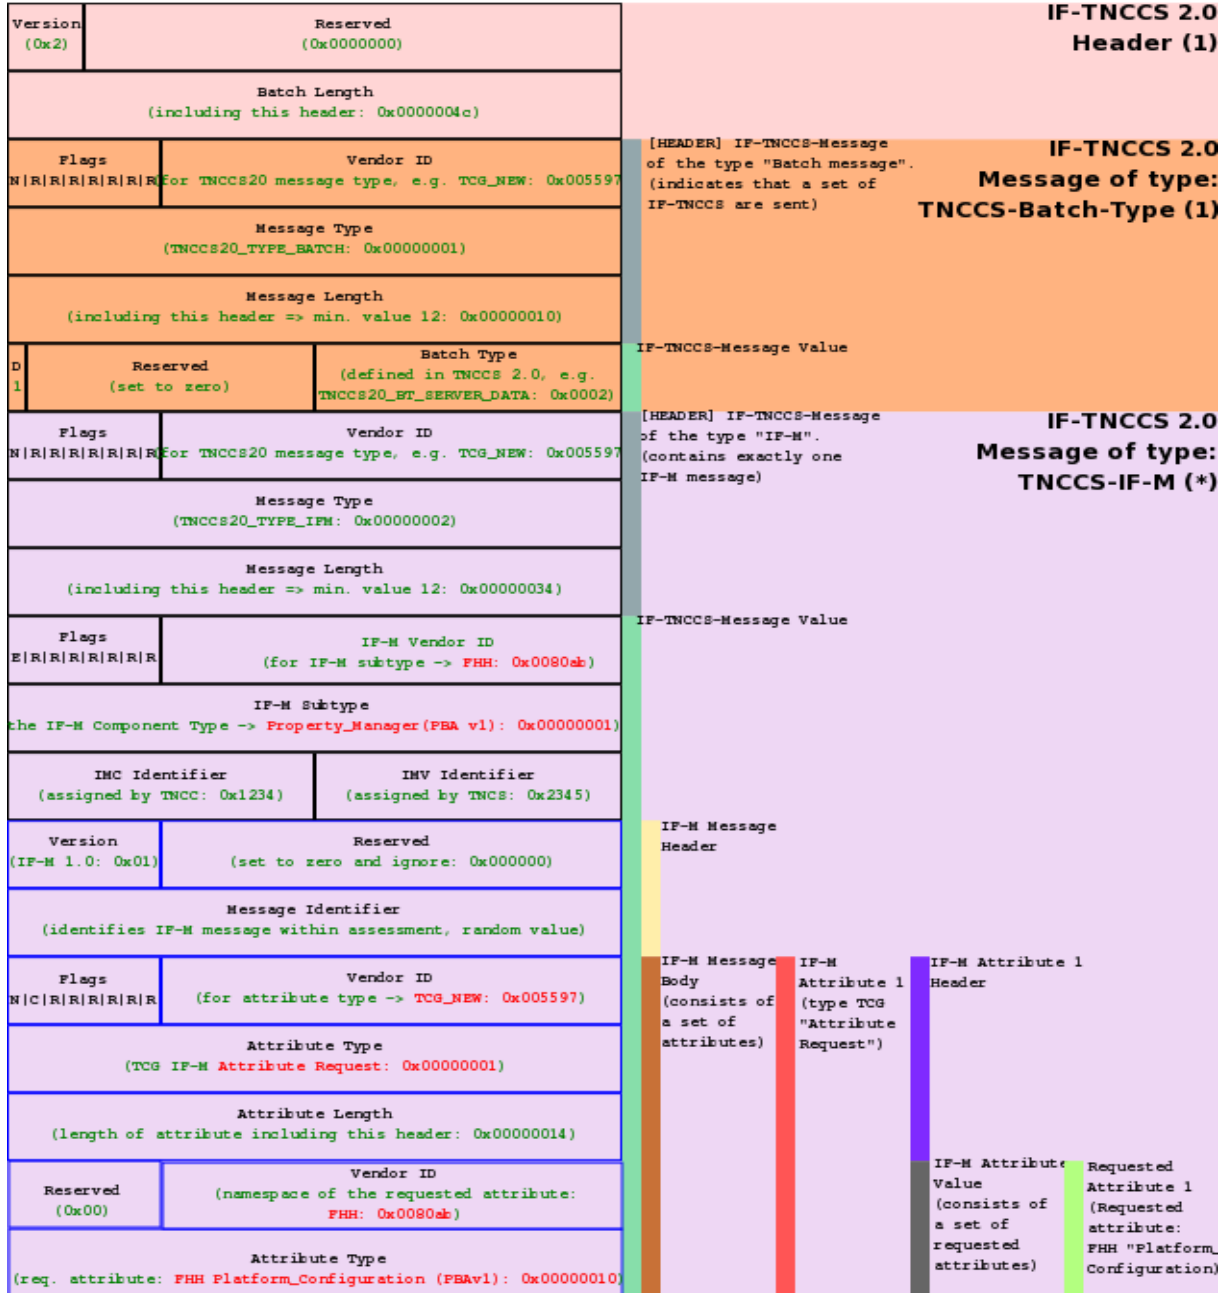 Version
(0x2)
Reserved
(0x0000000)
IF-TNCCS 2.0
Header (1)
Batch Length
(including this header: 0x0000004c)
Flags
N|R|R|R|R|R|R|R
Vendor ID
(for TNCCS20 message type, e.g. TCG_NEW: 0x005597
[HEADER] IF-TNCCS-Message
of the type "Batch message".
(indicates that a set of
IF-TNCCS are sent)
IF-TNCCS 2.0
Message of type:
TNCCS-Batch-Type (1)
Message Type
(TNCCS20_TYPE_BATCH: 0x00000001)
Message Length
(including this header => min. value 12: 0x00000010)
D
1
Reserved
(set to zero)
Batch Type
(defined in TNCCS 2.0, e.g.
TNCCS20_BT_SERVER_DATA: 0x0002)
IF-TNCCS-Message Value
Flags
N|R|R|R|R|R|R|R
Vendor ID
(for TNCCS20 message type, e.g. TCG_NEW: 0x005597
[HEADER] IF-TNCCS-Message
of the type "IF-M".
(contains exactly one
IF-M message)
IF-TNCCS 2.0
Message of type:
TNCCS-IF-M (*)
Message Type
(TNCCS20_TYPE_IFM: 0x00000002)
Message Length
(including this header => min. value 12: 0x00000034)
Flags
E|R|R|R|R|R|R|R
IF-M Vendor ID
(for IF-M subtype -> FHH: 0x0080ab)
IF-TNCCS-Message Value
IF-M Subtype
the IF-M Component Type -> Property_Manager(PBA v1): 0x00000001)
IMC Identifier
(assigned by TNCC: 0x1234)
IMV Identifier
(assigned by TNCS: 0x2345)
Version
(IF-M 1.0: 0x01)
Reserved
(set to zero and ignore: 0x000000)
IF-M Message
Header
Message Identifier
(identifies IF-M message within assessment, random value)
Flags
N|C|R|R|R|R|R|R
Vendor ID
(for attribute type -> TCG_NEW: 0x005597)
IF-M Message
Body
(consists of
a set of
attributes)
IF-M
Attribute 1
(type TCG
"Attribute
Request")
IF-M Attribute 1
Header
Attribute Type
(TCG IF-M Attribute Request: 0x00000001)
Attribute Length
(length of attribute including this header: 0x00000014)
Reserved
(0x00)
Vendor ID
(namespace of the requested attribute:
FHH: 0x0080ab)
IF-M Attribute
Value
(consists of
a set of
requested
attributes)
Requested
Attribute 1
(Requested
attribute:
FHH "Platform_
Configuration)
Attribute Type
(req. attribute: FHH Platform_Configuration (PBAv1): 0x00000010)